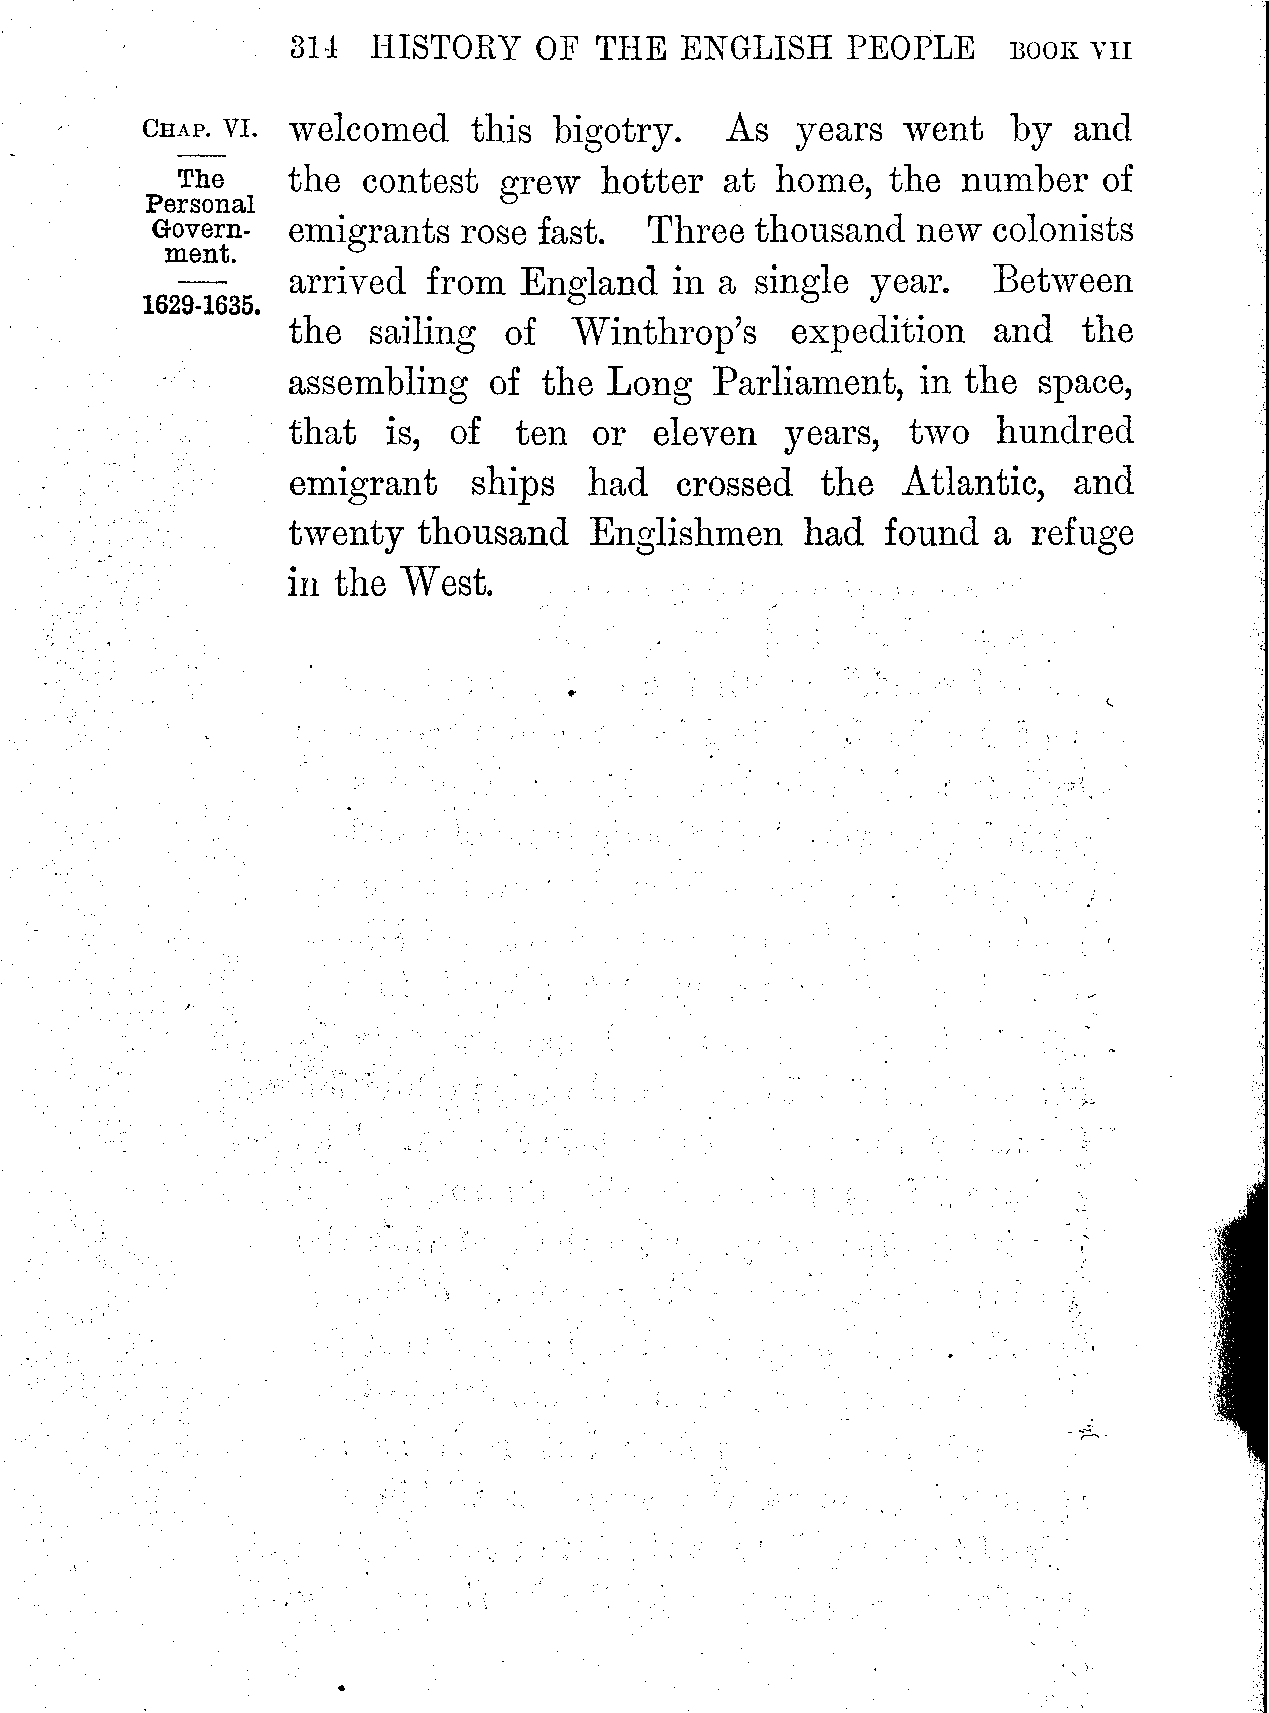 314 HISTORY OF THE ENGLISH PEOPLE BOOK VII
CHAP. VI.
The
Personal
Govern-
ment.
1629-1635.
welcomed this bigotry. As years went by and
the contest grew hotter at home, the number of
emigrants rose fast. Three thousand new colonists
arrived from England in a single year. Between
the sailing of Winthrop's expedition and the
assembling of the Long Parliament, in the space,
that is, of ten or eleven years, two hundred
emigrant ships had crossed the Atlantic, and
twenty thousand Englishmen had found a refuge
in the West.